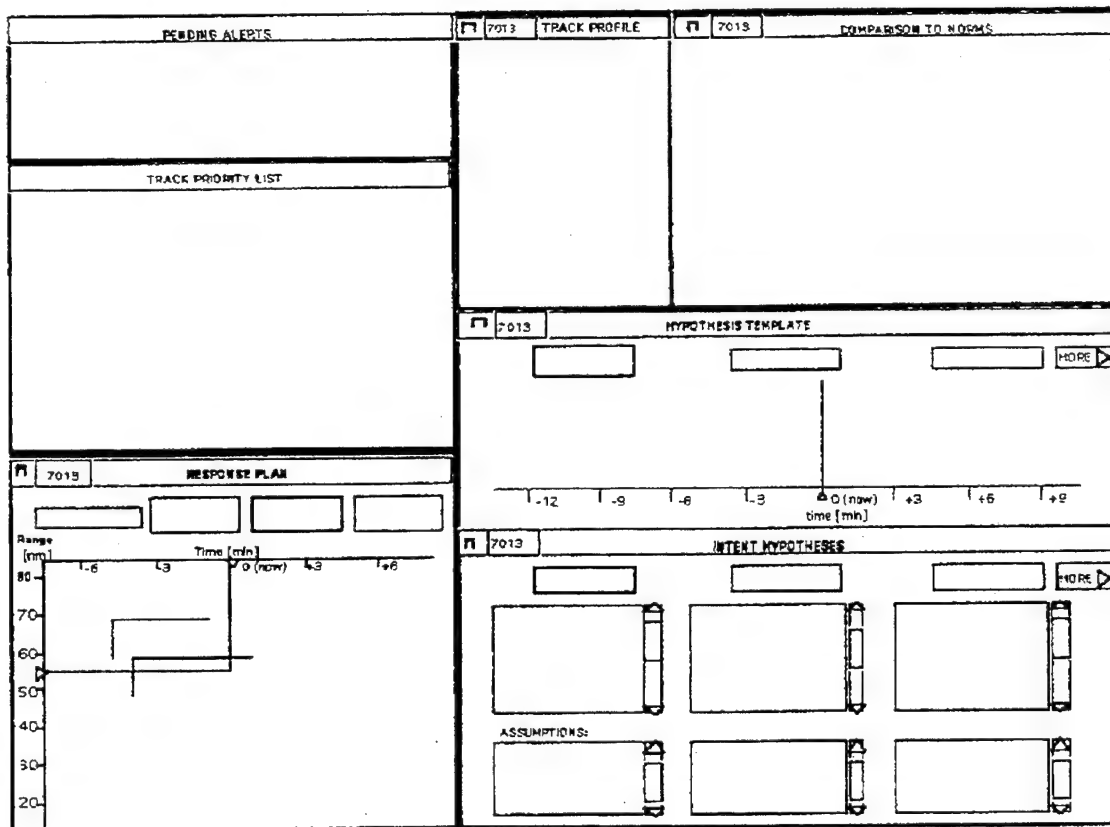 PENDING ALERTS
7013 TRACK PROFILE
7013 COMPARISON TO NORMS
TRACK PRIORITY LIST
7013 HYPOTHESIS TEMPLATE
MORE
-12 -9 -6 -3 0 (now) +3 +6 +9
time [min]
7013 RESPONSE PLAN
Range
[nm]
Time [min]
-6 -3 0 (now) +3 +6
80
70
60
50
40
30
20
7013 INTENT HYPOTHESES
MORE
ASSUMPTIONS: